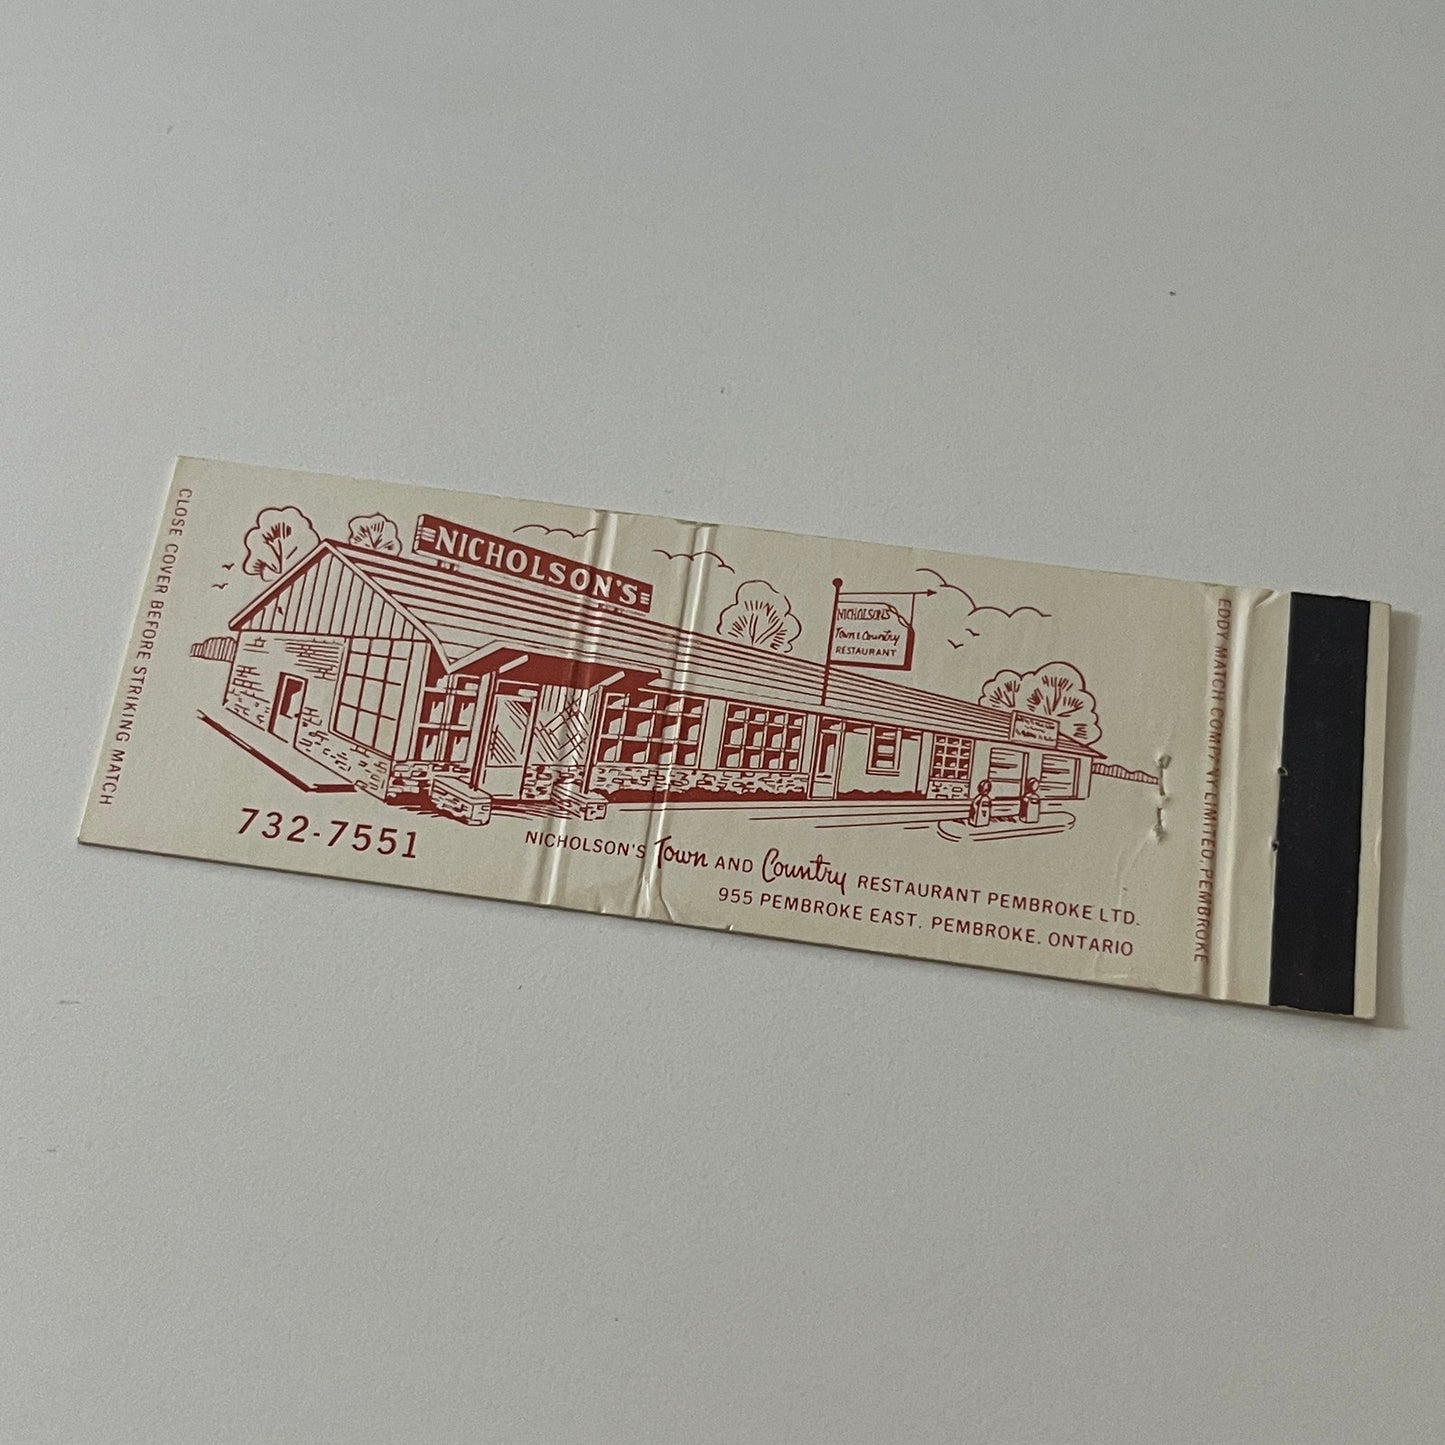 CLOSE COVER BEFORE STRIKING MATCH
NICHOLSON'S
NICHOLSON'S
Town & Country
RESTAURANT
732-7551
NICHOLSON'S Town AND Country RESTAURANT PEMBROKE LTD.
955 PEMBROKE EAST. PEMBROKE. ONTARIO
EDDY MATCH COMPANY LIMITED, PEMBROKE